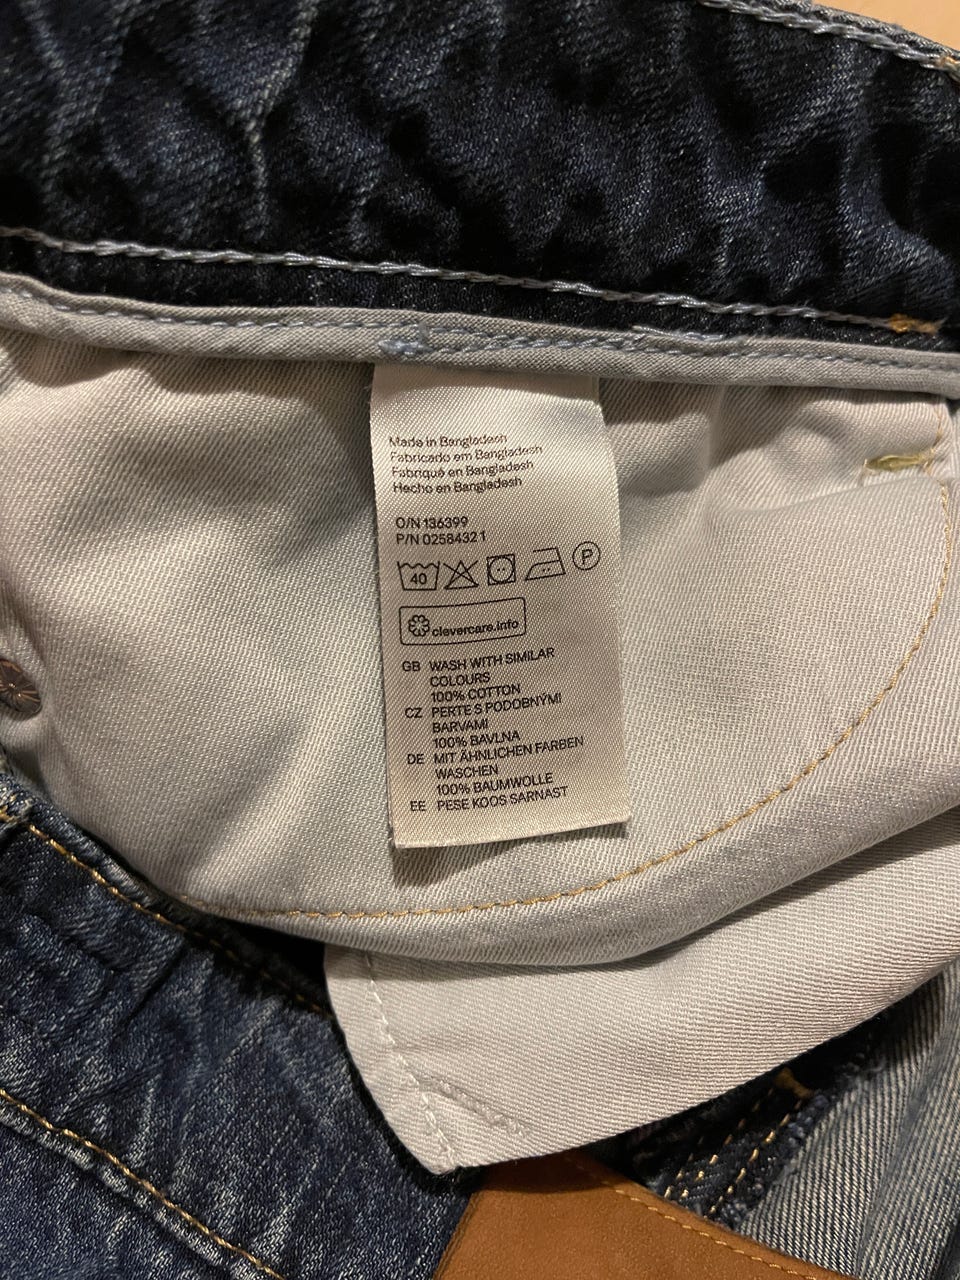 Made in Bangladesh
Fabricado em Bangladesh
Fabriqué en Bangladesh
Hecho en Bangladesh
O/N 136399
P/N 02584321
40 P
clevercare.info
GB WASH WITH SIMILAR
COLOURS
100% COTTON
CZ PERTE S PODOBNÝMI
BARVAMI
100% BAVLNA
DE MIT ÄHNLICHEN FARBEN
WASCHEN
100% BAUMWOLLE
EE PESE KOOS SARNAST